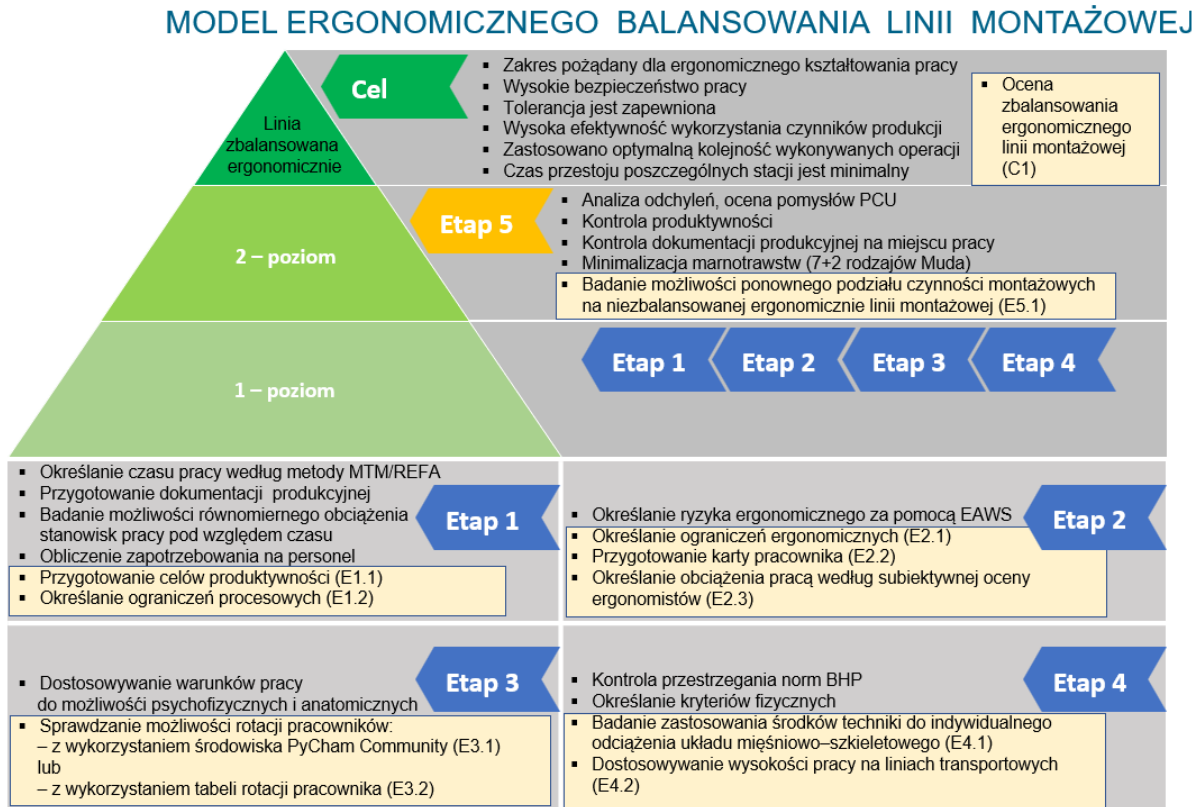 MODEL ERGONOMICZNEGO BALANSOWANIA LINII MONTAŻOWEJ
Linia
zbalansowana
ergonomicznie
Cel
▪ Zakres pożądany dla ergonomicznego kształtowania pracy
▪ Wysokie bezpieczeństwo pracy
▪ Tolerancja jest zapewniona
▪ Wysoka efektywność wykorzystania czynników produkcji
▪ Zastosowano optymalną kolejność wykonywanych operacji
▪ Czas przestoju poszczególnych stacji jest minimalny
▪ Ocena
zbalansowania
ergonomicznego
linii montażowej
(C1)
2 – poziom
Etap 5
▪ Analiza odchyleń, ocena pomysłów PCU
▪ Kontrola produktywności
▪ Kontrola dokumentacji produkcyjnej na miejscu pracy
▪ Minimalizacja marnotrawstw (7+2 rodzajów Muda)
▪ Badanie możliwości ponownego podziału czynności montażowych
na niezbalansowanej ergonomicznie linii montażowej (E5.1)
1 – poziom
Etap 1
Etap 2
Etap 3
Etap 4
▪ Określanie czasu pracy według metody MTM/REFA
▪ Przygotowanie dokumentacji produkcyjnej
▪ Badanie możliwości równomiernego obciążenia
stanowisk pracy pod względem czasu
▪ Obliczenie zapotrzebowania na personel
▪ Przygotowanie celów produktywności (E1.1)
▪ Określanie ograniczeń procesowych (E1.2)
Etap 1
▪ Określanie ryzyka ergonomicznego za pomocą EAWS
▪ Określanie ograniczeń ergonomicznych (E2.1)
▪ Przygotowanie karty pracownika (E2.2)
▪ Określanie obciążenia pracą według subiektywnej oceny
ergonomistów (E2.3)
Etap 2
▪ Dostosowywanie warunków pracy
do możliwośći psychofizycznych i anatomicznych
▪ Sprawdzanie możliwości rotacji pracowników:
– z wykorzystaniem środowiska PyCham Community (E3.1)
lub
– z wykorzystaniem tabeli rotacji pracownika (E3.2)
Etap 3
▪ Kontrola przestrzegania norm BHP
▪ Określanie kryteriów fizycznych
▪ Badanie zastosowania środków techniki do indywidualnego
odciążenia układu mięśniowo–szkieletowego (E4.1)
▪ Dostosowywanie wysokości pracy na liniach transportowych
(E4.2)
Etap 4